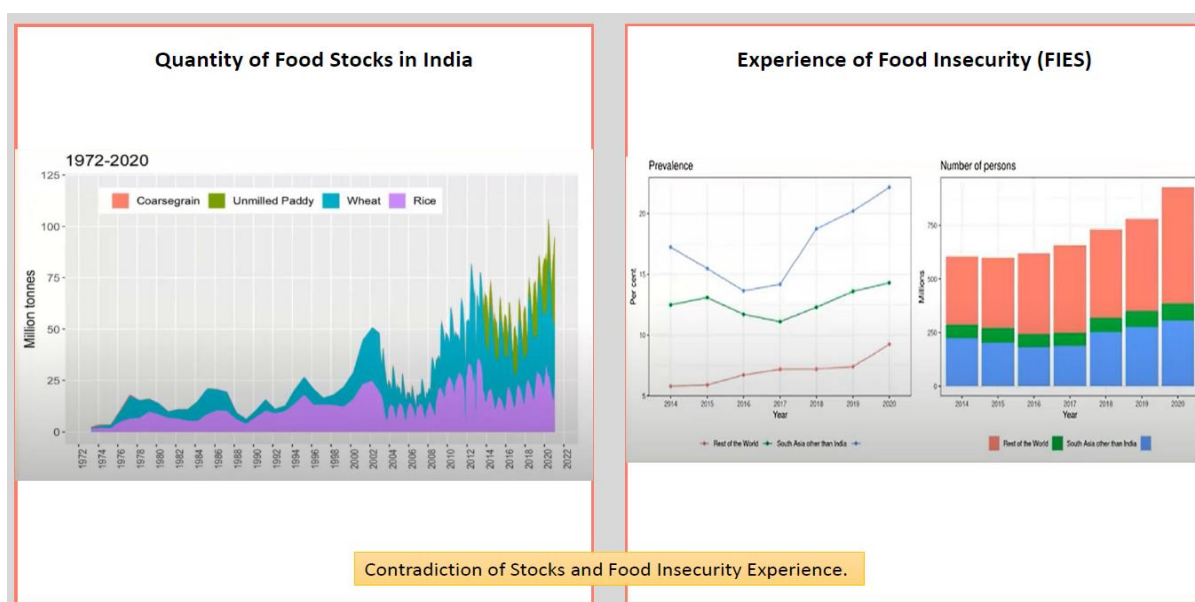 Quantity of Food Stocks in India
1972-2020
125
100
75
50
25
0
Million tonnes
Coarsegrain Unmilled Paddy Wheat Rice
1972 1974 1976 1978 1980 1982 1984 1986 1988 1990 1992 1994 1996 1998 2000 2002 2004 2006 2008 2010 2012 2014 2016 2018 2020 2022
Experience of Food Insecurity (FIES)
Prevalence
20
15
10
5
Per cent
2014 2015 2016 2017 2018 2019 2020
Year
Rest of the World South Asia other than India
Number of persons
750
500
250
0
Millions
2014 2015 2016 2017 2018 2019 2020
Year
Rest of the World South Asia other than India
Contradiction of Stocks and Food Insecurity Experience.